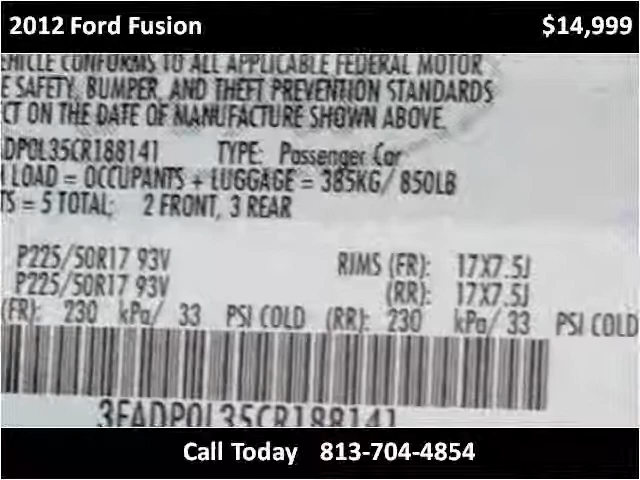 2012 Ford Fusion $14,999
EHICLE CONFORMS TO ALL APPLICABLE FEDERAL MOTOR
E SAFETY, BUMPER, AND THEFT PREVENTION STANDARDS
CT ON THE DATE OF MANUFACTURE SHOWN ABOVE.
DP0L35CR188141 TYPE: Passenger Car
LOAD = OCCUPANTS + LUGGAGE = 385KG/ 850LB
TS = 5 TOTAL; 2 FRONT, 3 REAR
P225/50R17 93V RIMS (FR): 17X7.5J
P225/50R17 93V (RR): 17X7.5J
(FR): 230 kPa/ 33 PSI COLD (RR): 230 kPa/ 33 PSI COLD
3FADP0L35CR188141
Call Today 813-704-4854